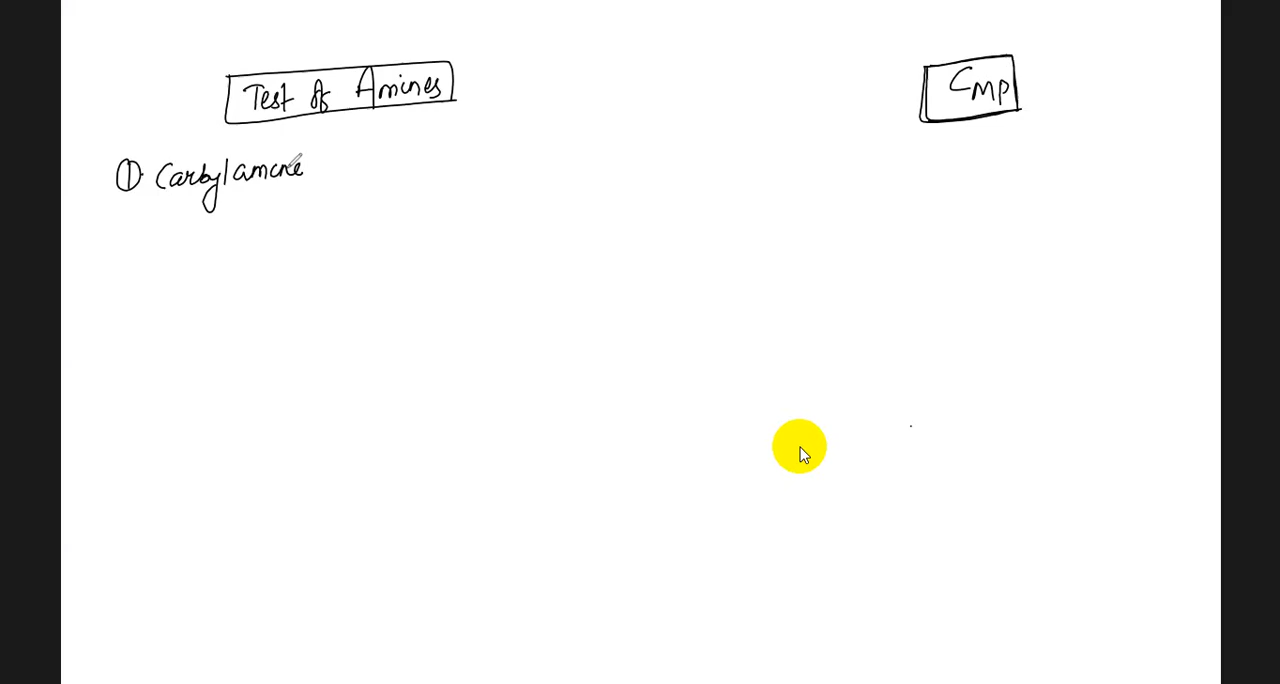 Test of Amines
CMP
① Carbylamine